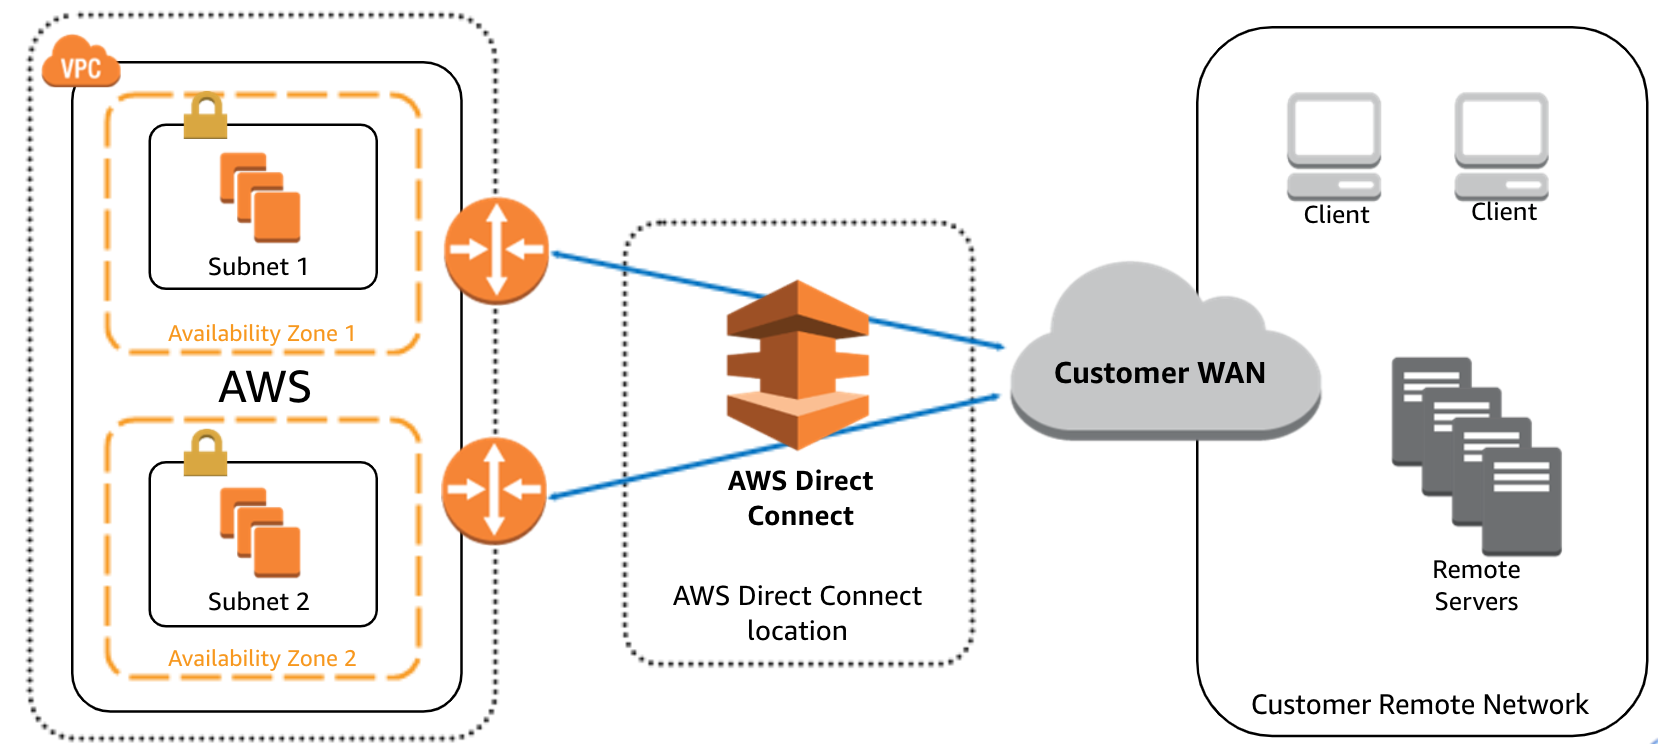 VPC
Subnet 1
Availability Zone 1
AWS
Subnet 2
Availability Zone 2
AWS Direct
Connect
AWS Direct Connect
location
Customer WAN
Client
Client
Remote
Servers
Customer Remote Network